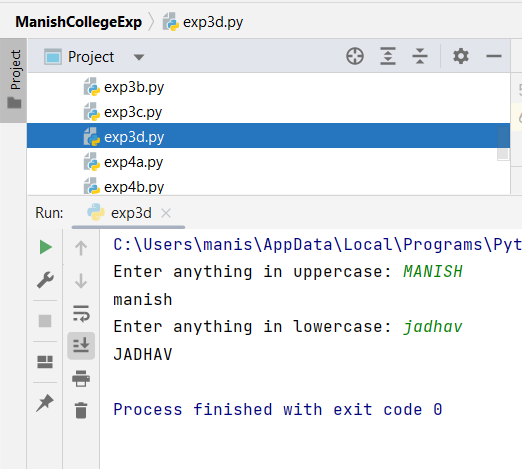 ManishCollegeExp exp3d.py
Project
Project
exp3b.py
exp3c.py
exp3d.py
exp4a.py
exp4b.py
Run: exp3d
C:\Users\manis\AppData\Local\Programs\Pyt
Enter anything in uppercase: MANISH
manish
Enter anything in lowercase: jadhav
JADHAV
Process finished with exit code 0